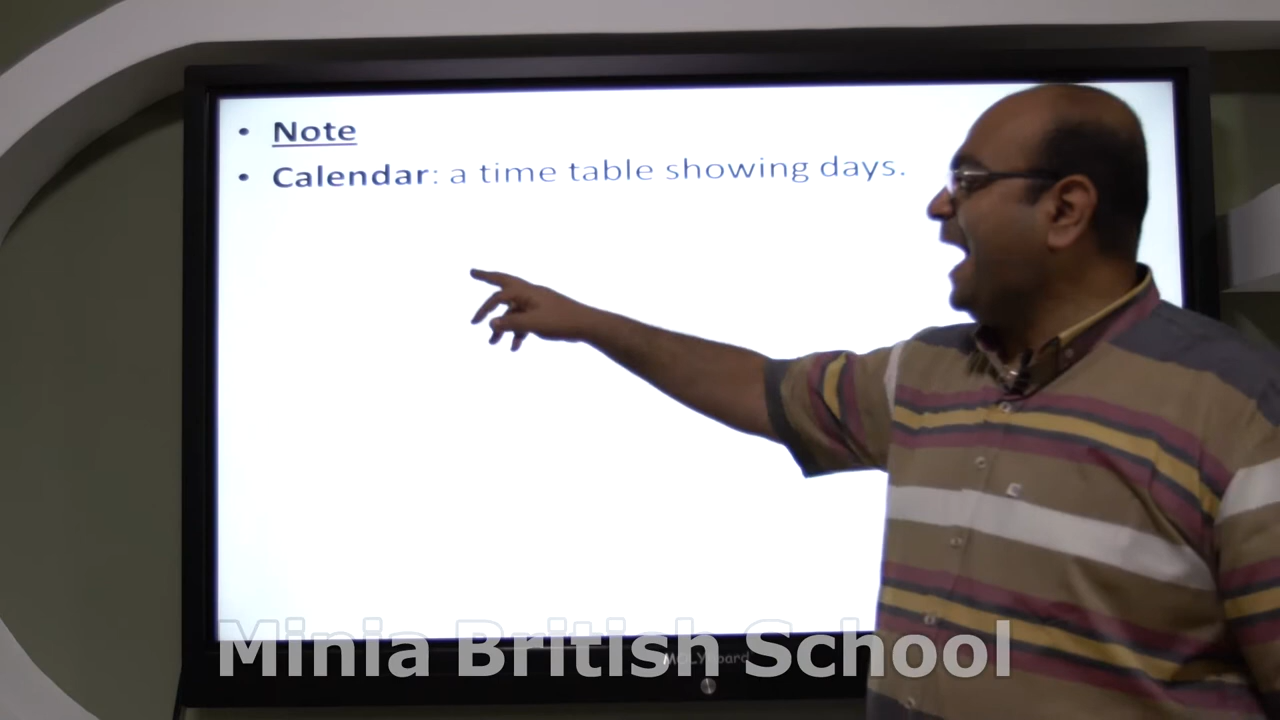 • Note
• Calendar: a time table showing days.
Minia British School